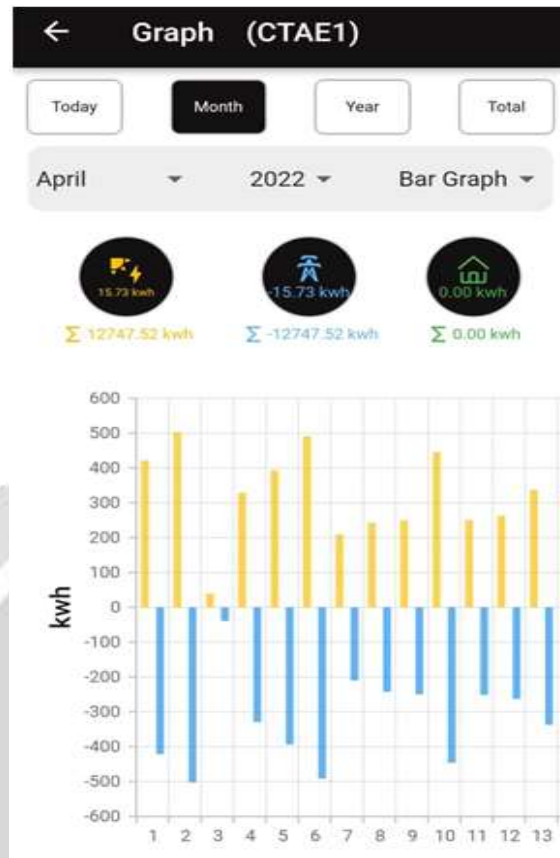 Graph (CTAE1)
Today Month Year Total
April 2022 Bar Graph
15.73 kwh -15.73 kwh 0.00 kwh
Σ 12747.52 kwh Σ -12747.52 kwh Σ 0.00 kwh
600
500
400
300
200
100
0
-100
-200
-300
-400
-500
-600
kwh
1 2 3 4 5 6 7 8 9 10 11 12 13